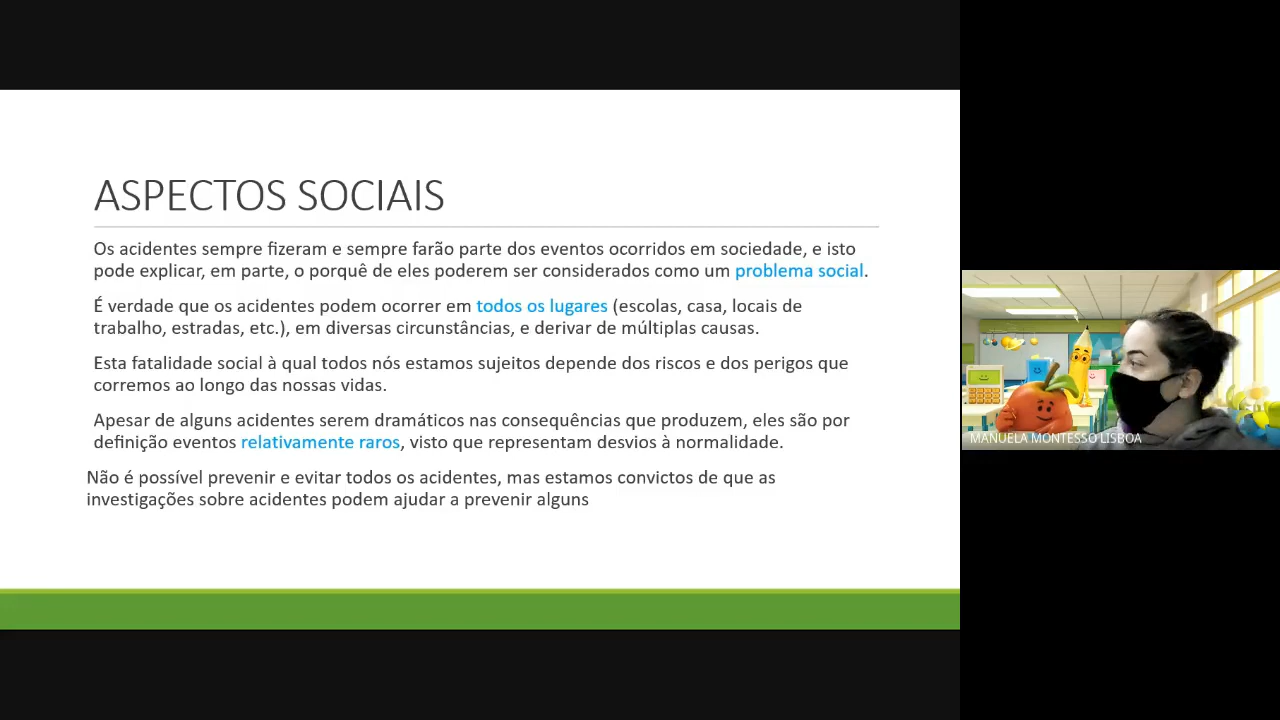 ASPECTOS SOCIAIS
Os acidentes sempre fizeram e sempre farão parte dos eventos ocorridos em sociedade, e isto
pode explicar, em parte, o porquê de eles poderem ser considerados como um problema social.
É verdade que os acidentes podem ocorrer em todos os lugares (escolas, casa, locais de
trabalho, estradas, etc.), em diversas circunstâncias, e derivar de múltiplas causas.
Esta fatalidade social à qual todos nós estamos sujeitos depende dos riscos e dos perigos que
corremos ao longo das nossas vidas.
Apesar de alguns acidentes serem dramáticos nas consequências que produzem, eles são por
definição eventos relativamente raros, visto que representam desvios à normalidade.
Não é possível prevenir e evitar todos os acidentes, mas estamos convictos de que as
investigações sobre acidentes podem ajudar a prevenir alguns
MANUELA MONTESSO LISBOA